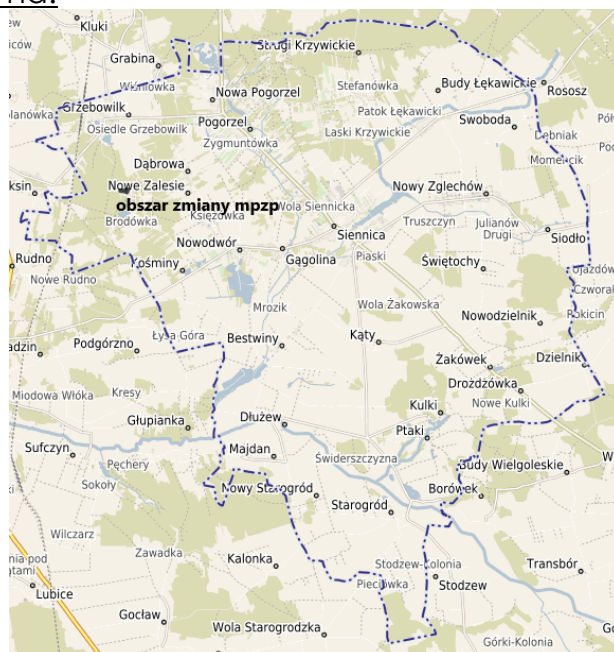 Kluki
Grabina
Strugi Krzywickie
Wiśniówka
Stefanówka
Budy Łękawickie
Rososz
Nowa Pogorzel
Grzebowilk
Patok Łękawicki
Osiedle Grzebowilk
Pogorzel
Laski Krzywickie
Swoboda
Zygmuntówka
Dębniak
Dąbrowa
Momencik
Nowe Zalesie
Nowy Zglechów
obszar zmiany mpzp
Wola Siennicka
Brodówka
Księżówka
Siennica
Truszczyn
Julianów
Drugi
Siodło
Nowodwór
Gągolina
Piaski
Rudno
Kośminy
Świętochy
Nowe Rudno
Wola Żakowska
Mrozik
Nowodzielnik
Łysa Góra
Podgórzno
Bestwiny
Kąty
Żakówek
Dzielnik
Miodowa Włóka
Kresy
Drożdżówka
Nowe Kulki
Głupianka
Kulki
Dłużew
Ptaki
Sufczyn
Majdan
Pęchery
Świderszczyzna
Budy Wielgoleskie
Sokoły
Nowy Starogród
Borówek
Starogród
Wilczarz
Zawadka
Kalonka
Stodzew-Colonia
Transbór
Pieciówka
Stodzew
Lubice
Gocław
Wola Starogrodzka
Górki-Kolonia